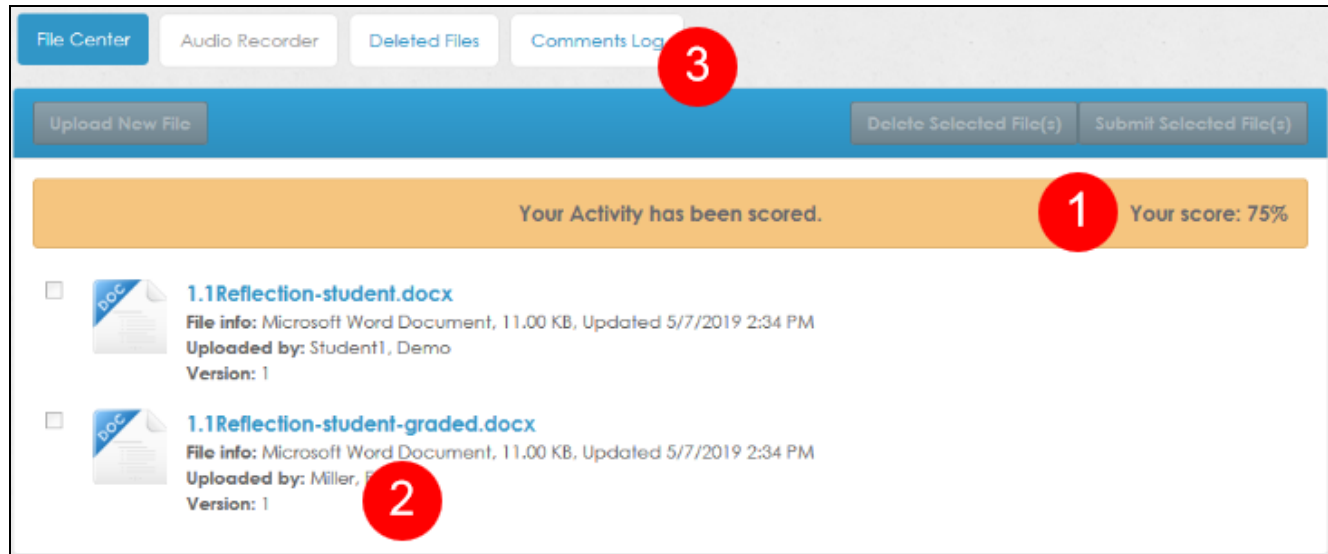 File Center Audio Recorder Deleted Files Comments Log
3
Upload New File Delete Selected File(s) Submit Selected File(s)
Your Activity has been scored. 1 Your score: 75%
DOC 1.1Reflection-student.docx
File info: Microsoft Word Document, 11.00 KB, Updated 5/7/2019 2:34 PM
Uploaded by: Student1, Demo
Version: 1
DOC 1.1Reflection-student-graded.docx
File info: Microsoft Word Document, 11.00 KB, Updated 5/7/2019 2:34 PM
Uploaded by: Miller,
Version: 1
2